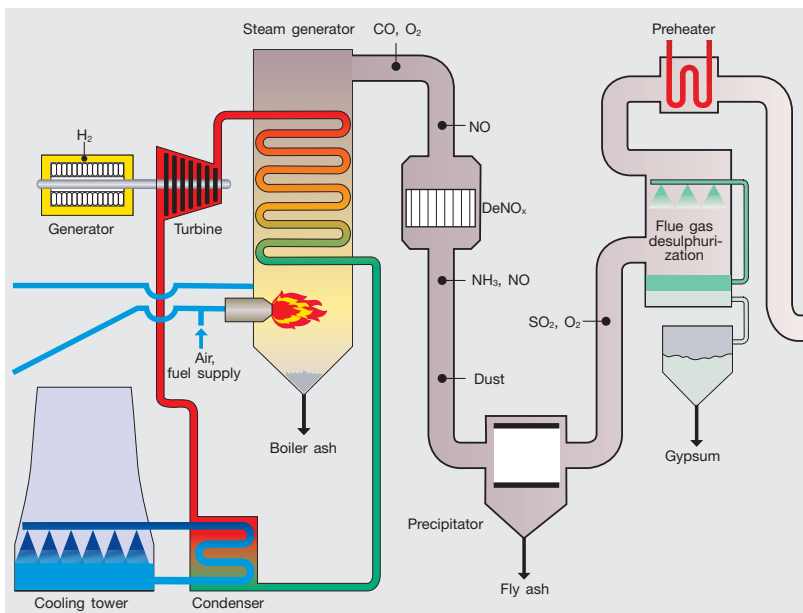 Steam generator
CO, O₂
Preheater
H₂
NO
Generator
Turbine
DeNOₓ
Flue gas
desulphuri-
zation
NH₃, NO
SO₂, O₂
Air,
fuel supply
Dust
Boiler ash
Gypsum
Precipitator
Fly ash
Cooling tower
Condenser